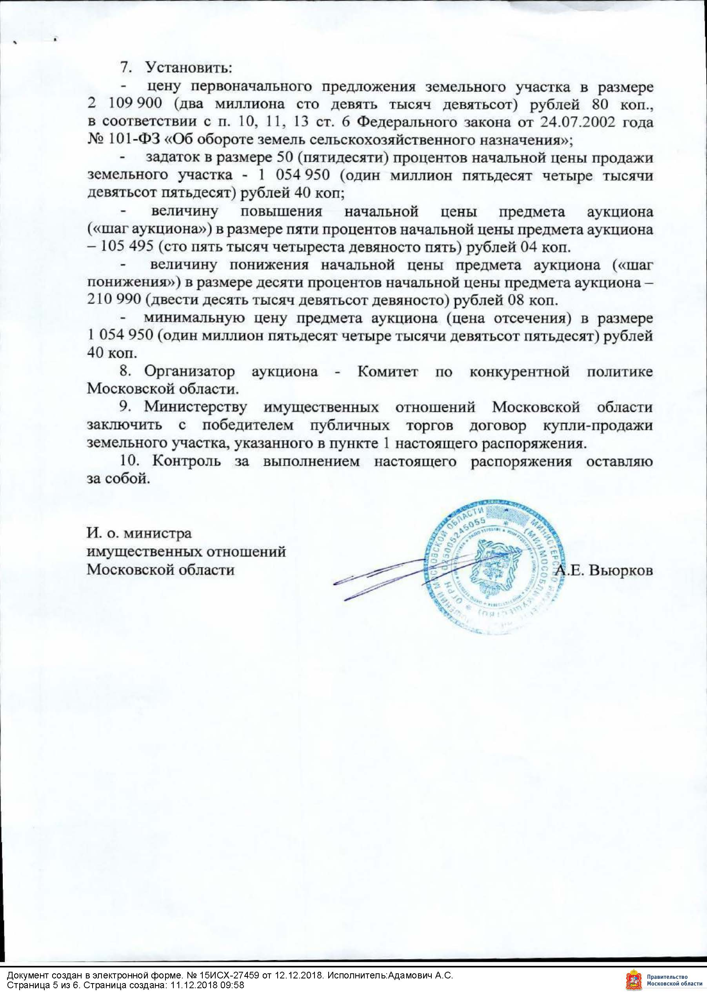 7. Установить:
- цену первоначального предложения земельного участка в размере
2 109 900 (два миллиона сто девять тысяч девятьсот) рублей 80 коп.,
в соответствии с п. 10, 11, 13 ст. 6 Федерального закона от 24.07.2002 года
№ 101-ФЗ «Об обороте земель сельскохозяйственного назначения»;
- задаток в размере 50 (пятидесяти) процентов начальной цены продажи
земельного участка - 1 054 950 (один миллион пятьдесят четыре тысячи
девятьсот пятьдесят) рублей 40 коп;
- величину повышения начальной цены предмета аукциона
(«шаг аукциона») в размере пяти процентов начальной цены предмета аукциона
– 105 495 (сто пять тысяч четыреста девяносто пять) рублей 04 коп.
- величину понижения начальной цены предмета аукциона («шаг
понижения») в размере десяти процентов начальной цены предмета аукциона –
210 990 (двести десять тысяч девятьсот девяносто) рублей 08 коп.
- минимальную цену предмета аукциона (цена отсечения) в размере
1 054 950 (один миллион пятьдесят четыре тысячи девятьсот пятьдесят) рублей
40 коп.
8. Организатор аукциона - Комитет по конкурентной политике
Московской области.
9. Министерству имущественных отношений Московской области
заключить с победителем публичных торгов договор купли-продажи
земельного участка, указанного в пункте 1 настоящего распоряжения.
10. Контроль за выполнением настоящего распоряжения оставляю
за собой.
И. о. министра
имущественных отношений
Московской области
А.Е. Вьюрков
МИНИСТЕРСТВО
МОСКОВСКОЙ ОБЛАСТИ
(МИНМОСОБЛИМУЩЕСТВО)
ОГРН 025005245055
Документ создан в электронной форме. № 15ИСХ-27459 от 12.12.2018. Исполнитель:Адамович А.С.
Страница 5 из 6. Страница создана: 11.12.2018 09:58
Правительство
Московской области